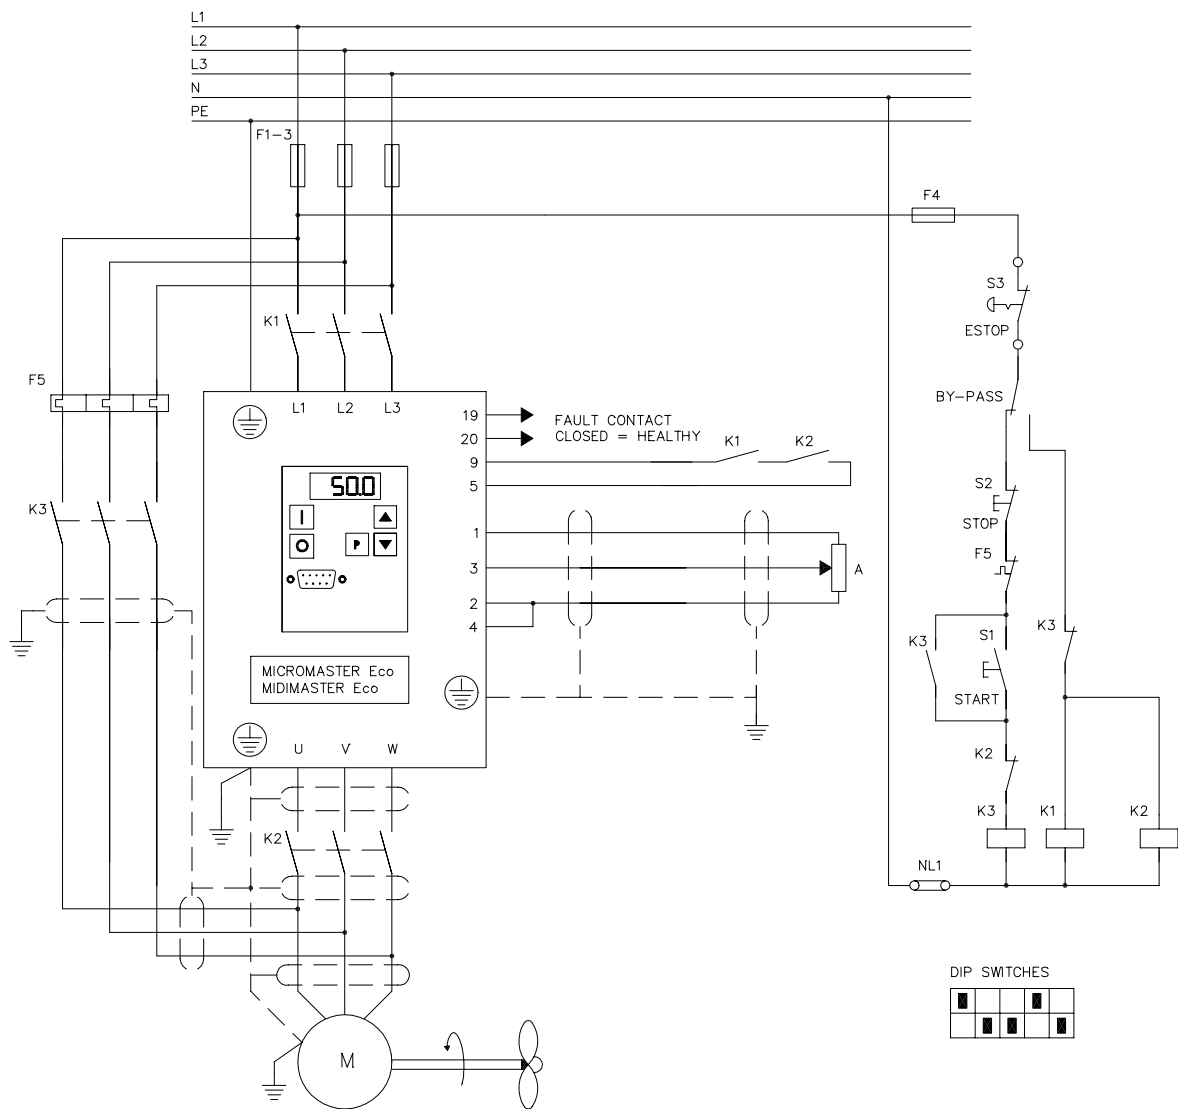 L1
L2
L3
N
PE
F1-3
F4
S3
ESTOP
K1
F5
BY-PASS
L1 L2 L3
19
20
FAULT CONTACT
CLOSED = HEALTHY
9
5
K1 K2
50.0
P
K3
S2
STOP
F5
1
3
2
4
A
K3
S1
START
K3
MICROMASTER Eco
MIDIMASTER Eco
U V W
K2
K2
K3
K1
K2
NL1
DIP SWITCHES
M